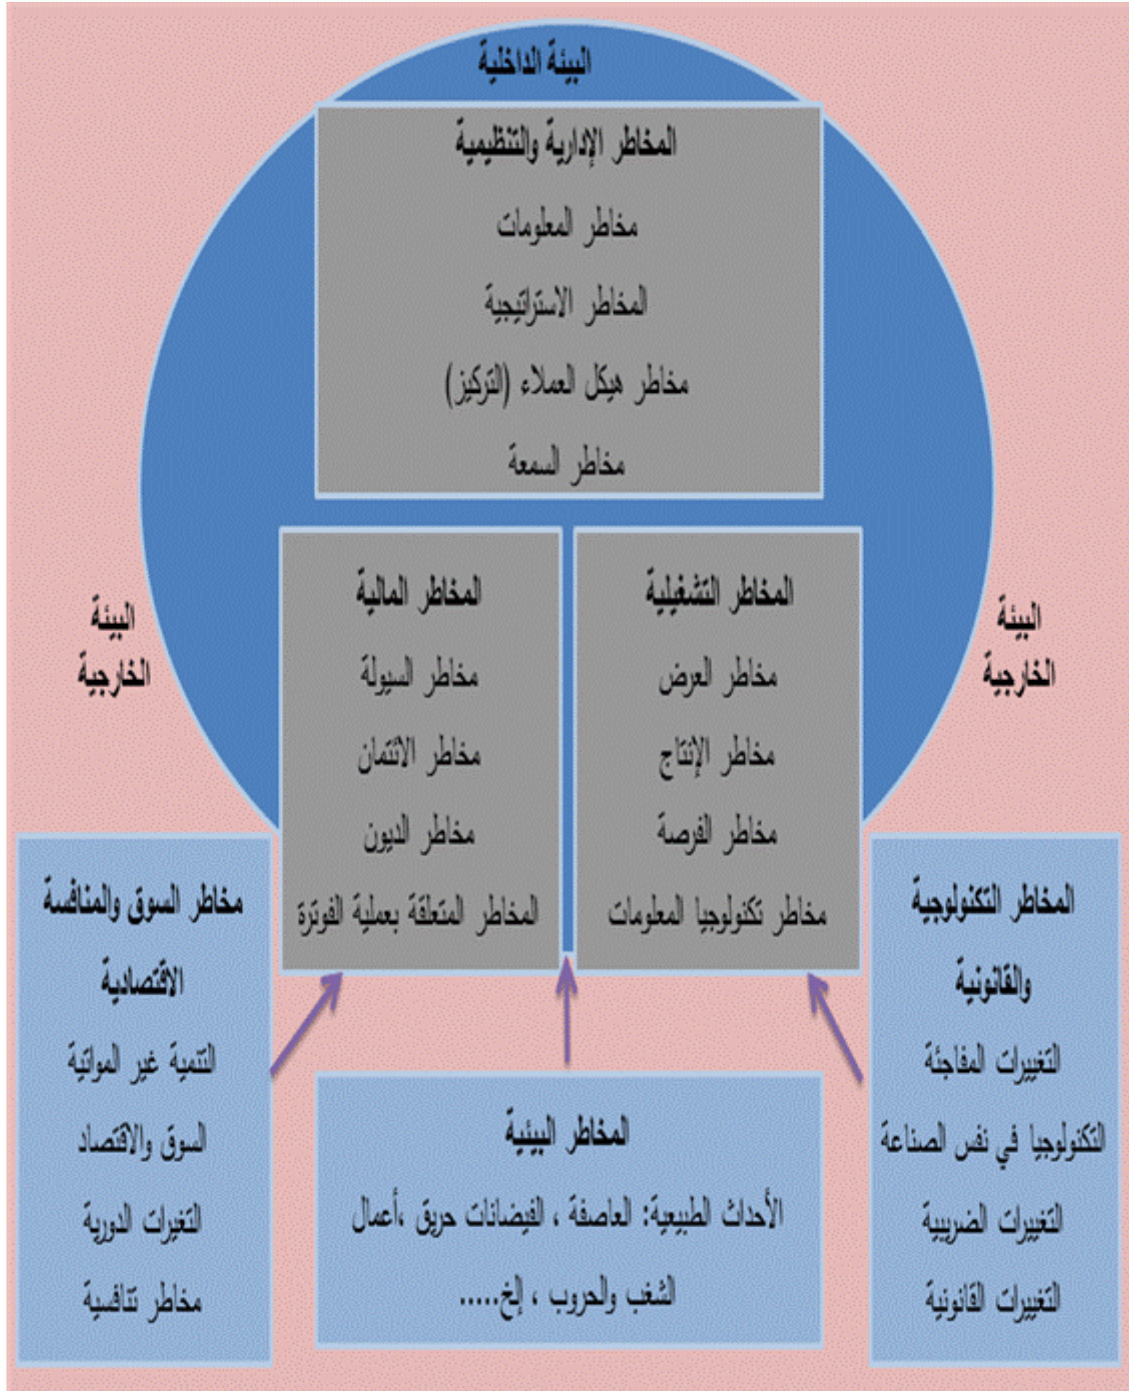 البيئة الداخلية
المخاطر الإدارية والتنظيمية
مخاطر المعلومات
المخاطر الاستراتيجية
مخاطر هيكل العملاء (التركيز)
مخاطر السمعة
المخاطر التشغيلية
مخاطر العرض
مخاطر الإنتاج
مخاطر الفرصة
مخاطر تكنولوجيا المعلومات
المخاطر المالية
مخاطر السيولة
مخاطر الائتمان
مخاطر الديون
المخاطر المتعلقة بعملية الفوترة
البيئة
الخارجية
البيئة
الخارجية
المخاطر التكنولوجية
والقانونية
التغييرات المفاجئة
التكنولوجيا في نفس الصناعة
التغييرات الضريبية
التغييرات القانونية
المخاطر البيئية
الأحداث الطبيعية: العاصفة ، الفيضانات حريق ،أعمال
الشغب والحروب ، إلخ.....
مخاطر السوق والمنافسة
الاقتصادية
التنمية غير المواتية
السوق والاقتصاد
التغيرات الدورية
مخاطر تنافسية